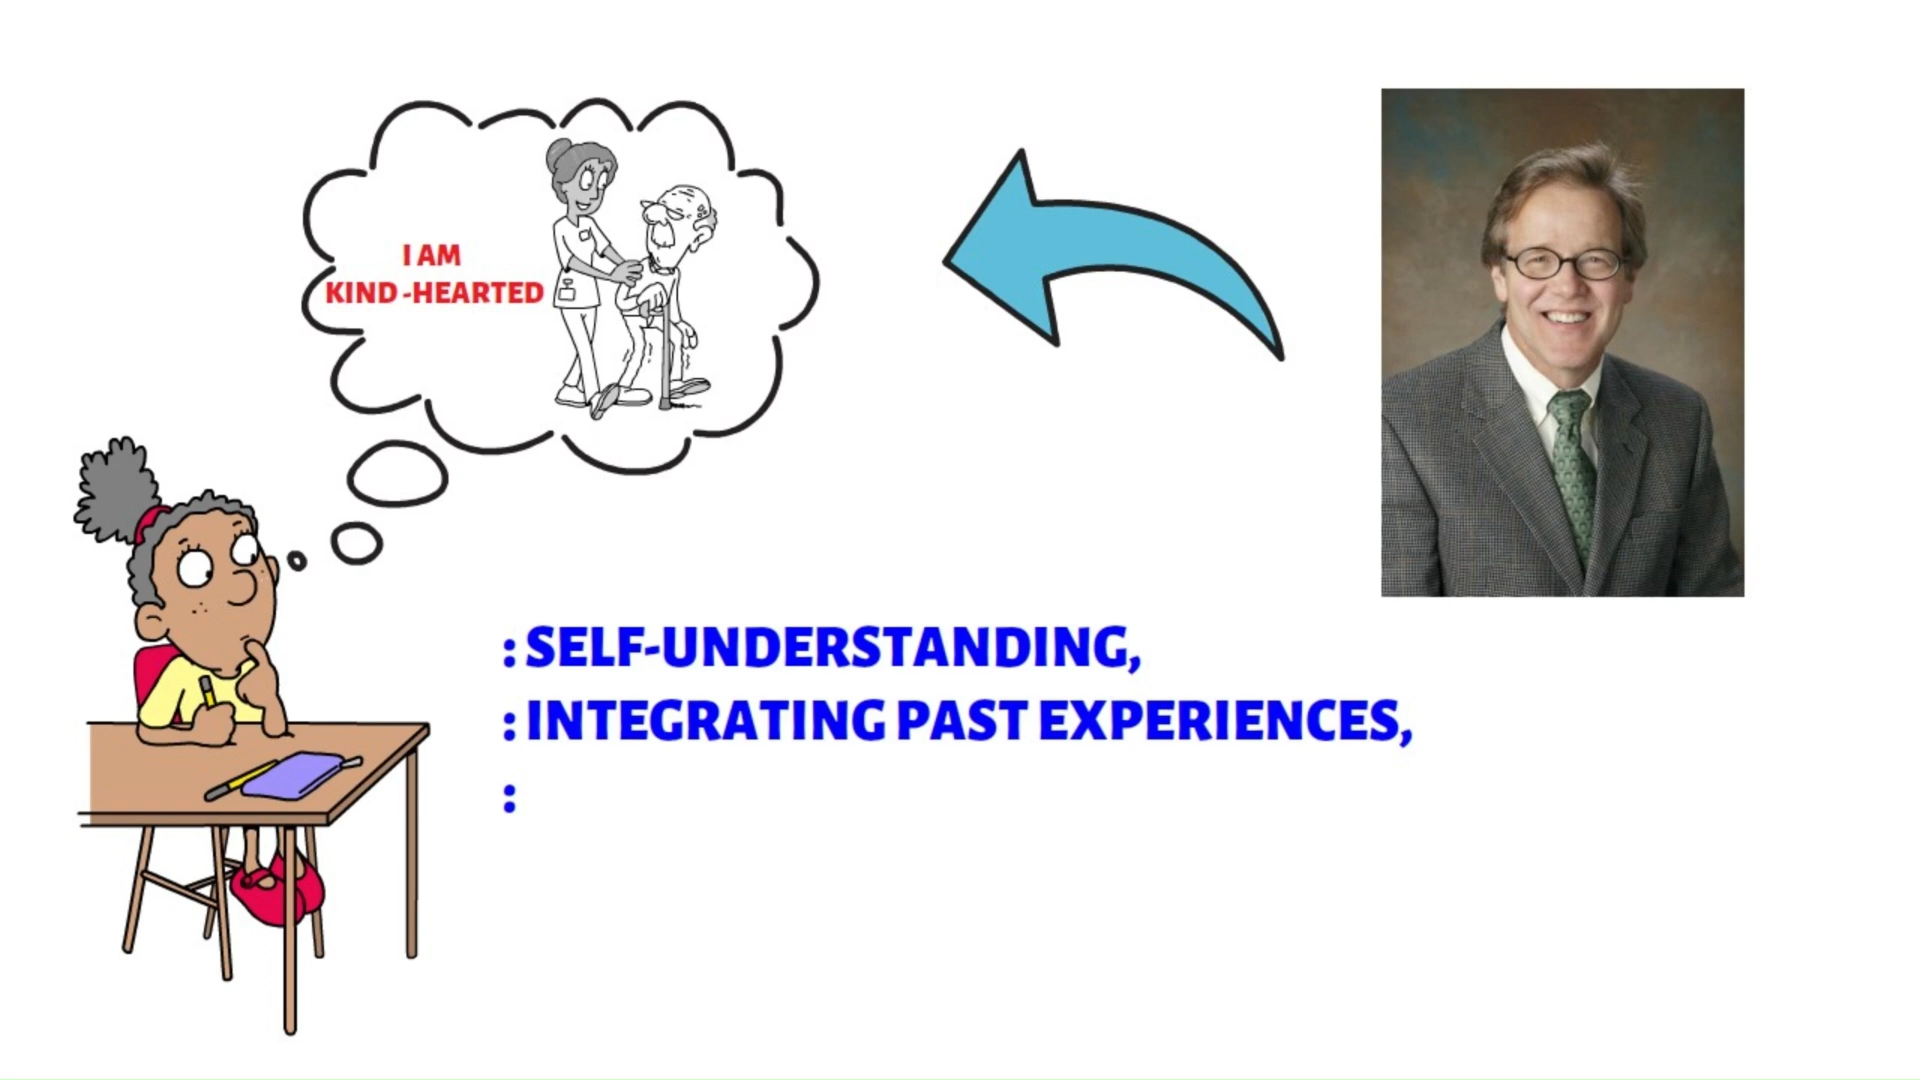 I AM
KIND-HEARTED
: SELF-UNDERSTANDING,
: INTEGRATING PAST EXPERIENCES,
: